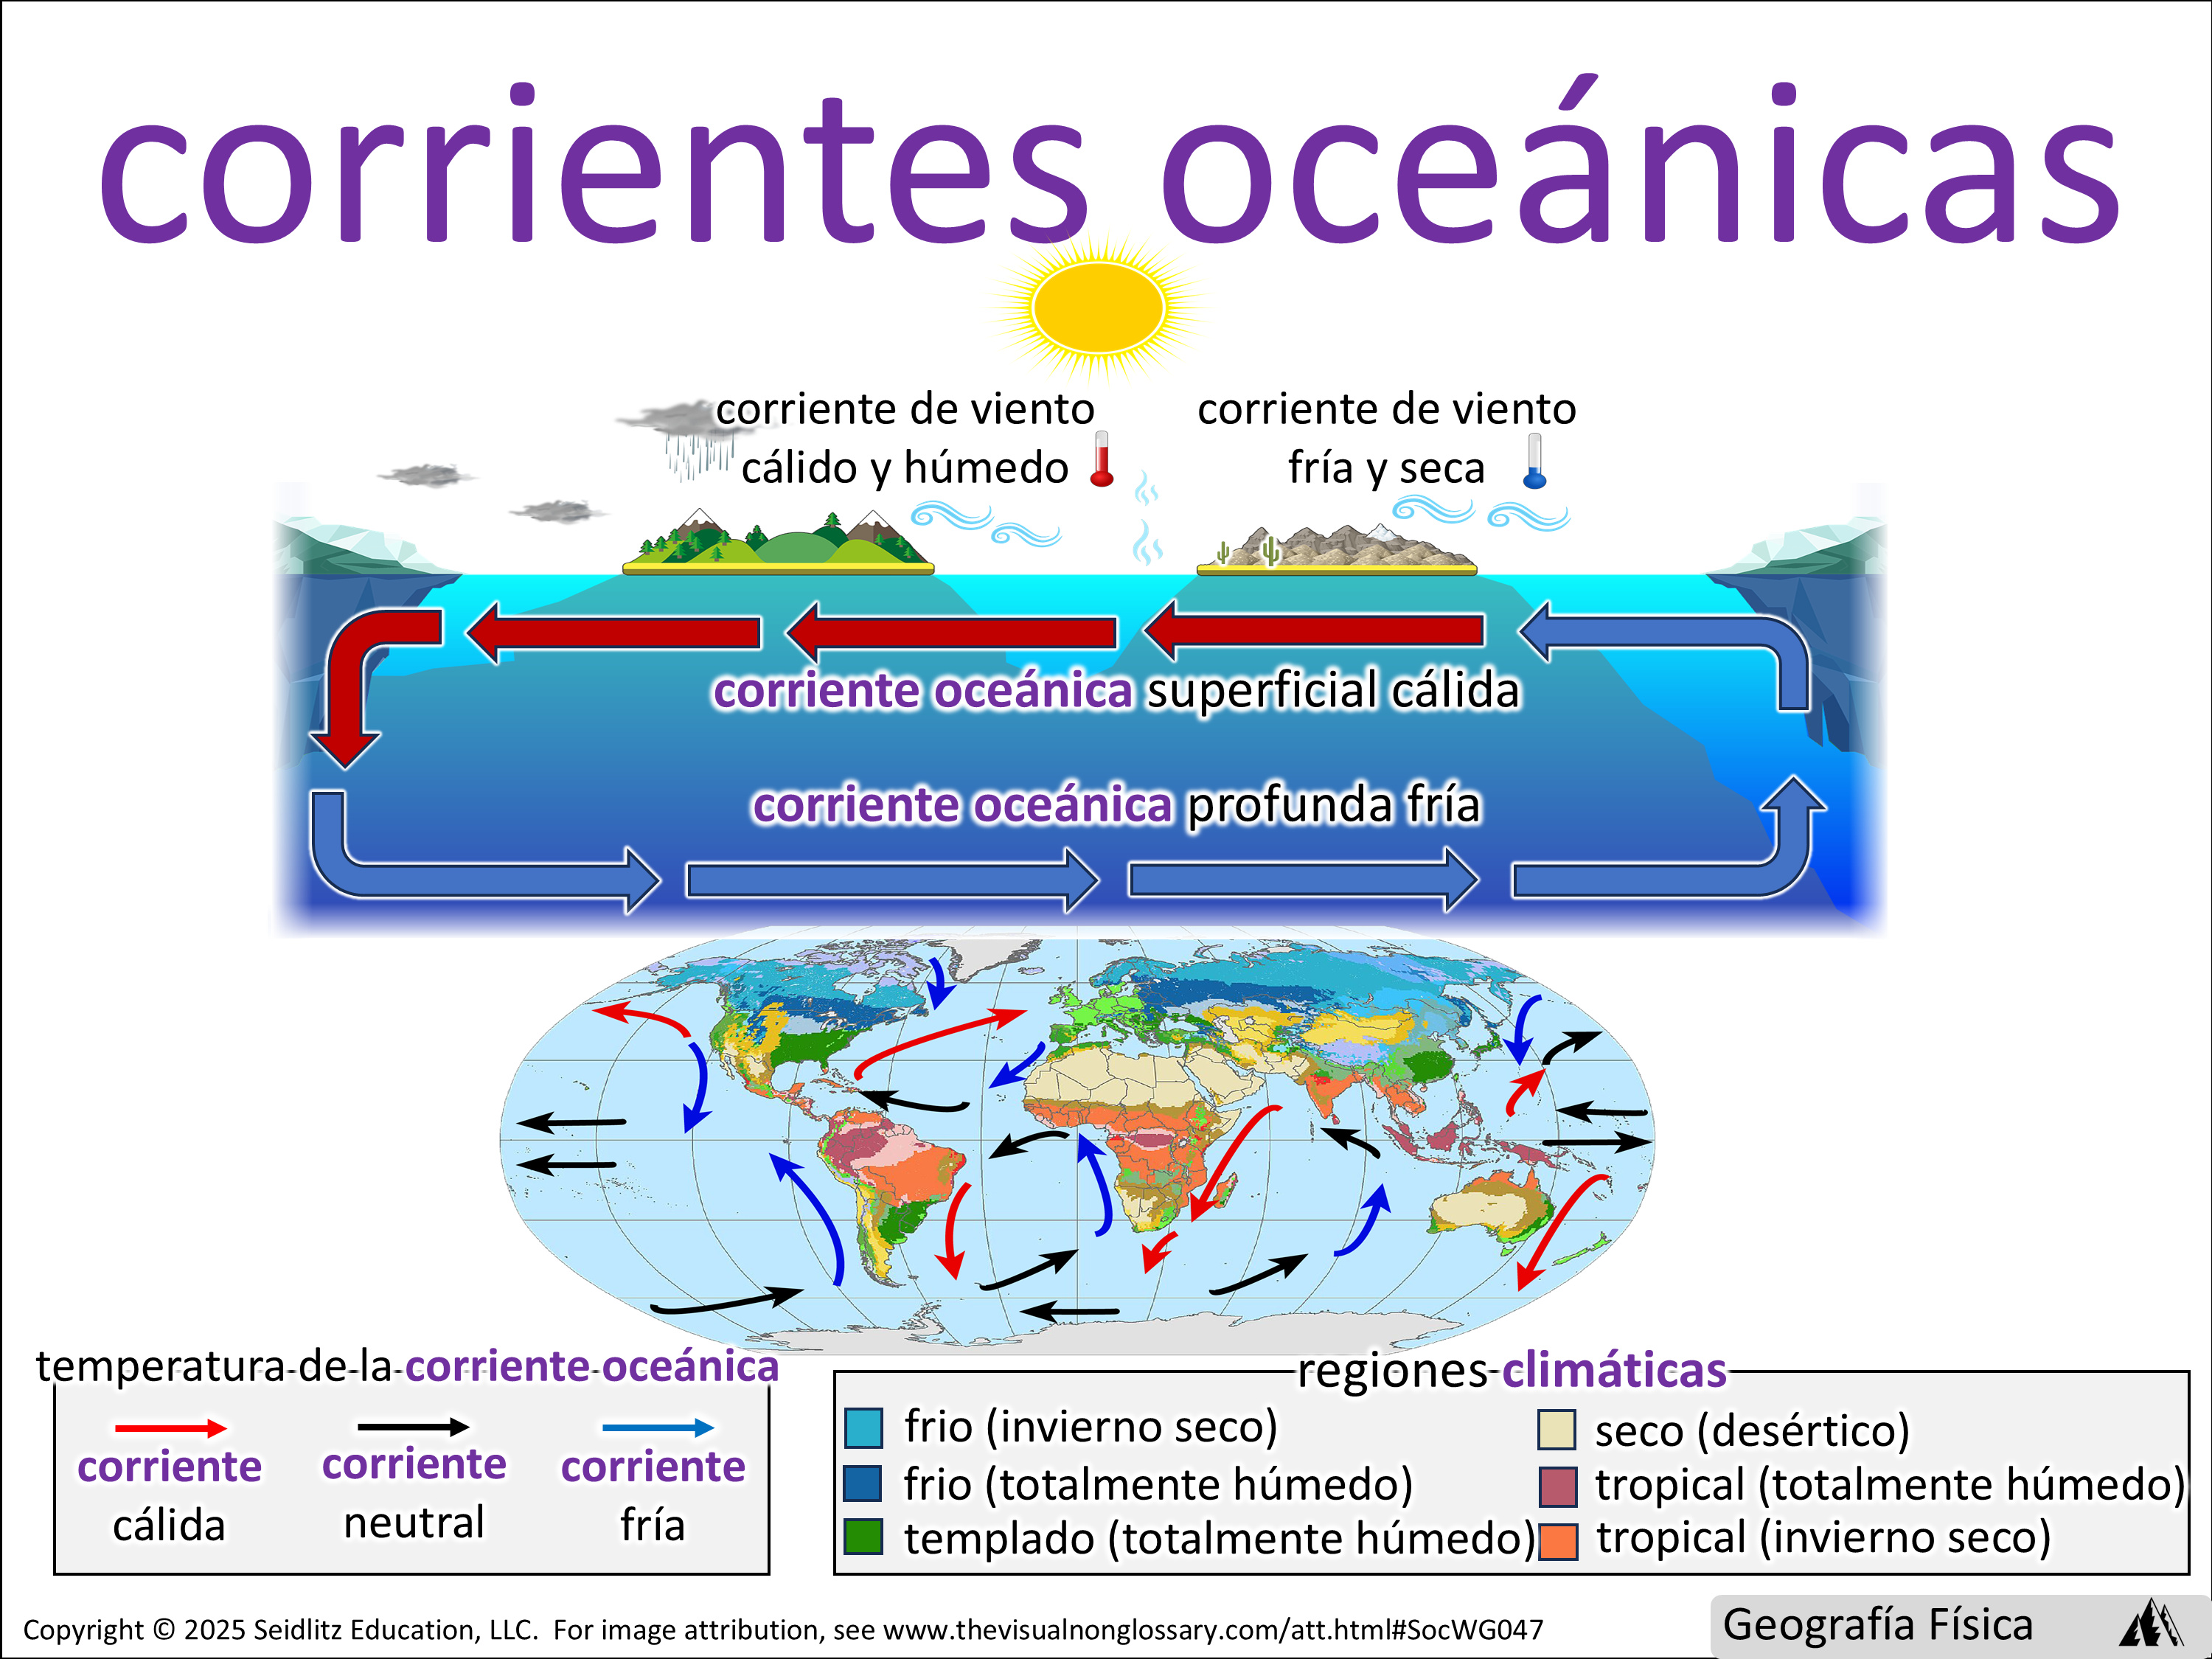 corrientes oceánicas
corriente de viento
cálido y húmedo
corriente de viento
fría y seca
corriente oceánica superficial cálida
corriente oceánica profunda fría
temperatura de la corriente oceánica
corriente
cálida
corriente
neutral
corriente
fría
regiones climáticas
frio (invierno seco)
frio (totalmente húmedo)
templado (totalmente húmedo)
seco (desértico)
tropical (totalmente húmedo)
tropical (invierno seco)
Copyright © 2025 Seidlitz Education, LLC.  For image attribution, see www.thevisualnonglossary.com/att.html#SocWG047
Geografía Física